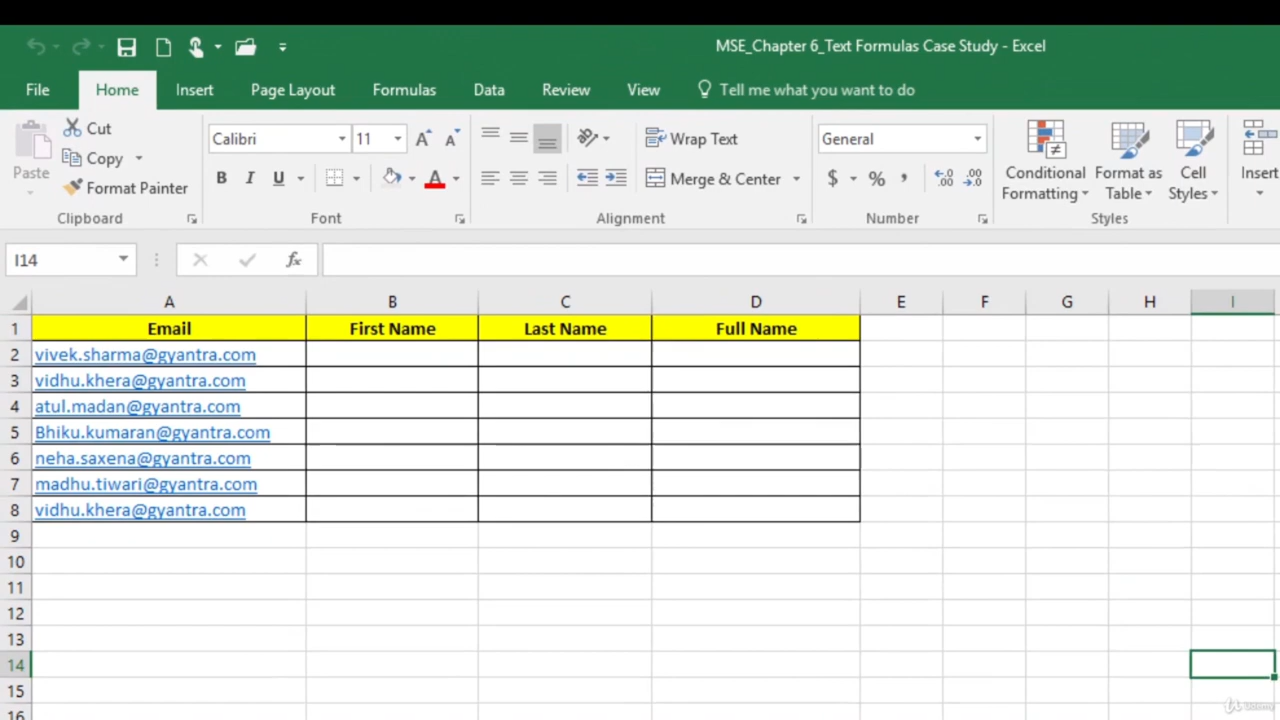 MSE_Chapter 6_Text Formulas Case Study - Excel
File Home Insert Page Layout Formulas Data Review View Tell me what you want to do
Paste Cut Copy Format Painter
Calibri 11 A A
B I U A
Wrap Text
Merge & Center
General
$ % , .00 .00
Conditional Formatting
Format as Table
Cell Styles
Insert
Clipboard Font Alignment Number Styles
I14 fx
A B C D E F G H I
1 Email First Name Last Name Full Name
2 vivek.sharma@gyantra.com
3 vidhu.khera@gyantra.com
4 atul.madan@gyantra.com
5 Bhiku.kumaran@gyantra.com
6 neha.saxena@gyantra.com
7 madhu.tiwari@gyantra.com
8 vidhu.khera@gyantra.com
9
10
11
12
13
14
15
16
Udemy